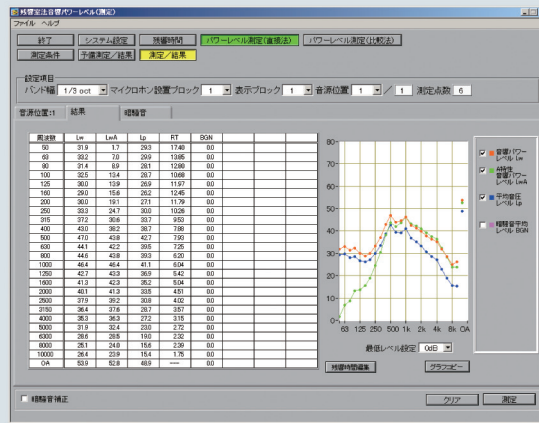 残響室法音響パワーレベル(測定)
ファイル ヘルプ
終了 システム設定 残響時間 パワーレベル測定(直接法) パワーレベル測定(比較法)
測定条件 予備測定/結果 測定/結果
設定項目
バンド幅 1/3 oct マイクロホン設置ブロック 1 表示ブロック 1 音源位置 1 / 1 測定点数 6
音源位置:1 結果 暗騒音
周波数 Lw LwA Lp RT BGN
50 31.9 1.7 29.3 17.40 0.0
63 33.2 7.0 29.9 13.85 0.0
80 31.4 8.9 28.1 12.80 0.0
100 32.5 13.4 28.7 10.68 0.0
125 30.0 13.9 26.9 11.97 0.0
160 29.0 15.6 26.2 12.45 0.0
200 30.0 19.1 27.1 11.79 0.0
250 33.3 24.7 30.0 10.26 0.0
315 37.2 30.6 33.7 9.53 0.0
400 43.0 38.2 38.7 7.88 0.0
500 47.0 43.8 42.7 7.93 0.0
630 44.1 42.2 39.5 7.25 0.0
800 44.6 43.8 39.3 6.20 0.0
1000 46.4 46.4 41.1 6.04 0.0
1250 42.7 43.3 36.9 5.42 0.0
1600 41.3 42.3 35.2 5.04 0.0
2000 40.1 41.3 33.5 4.51 0.0
2500 37.9 39.2 30.8 4.02 0.0
3150 36.4 37.6 28.7 3.57 0.0
4000 35.3 36.3 27.2 3.15 0.0
5000 31.9 32.4 23.0 2.72 0.0
6300 28.6 28.5 19.0 2.32 0.0
8000 25.1 24.0 15.6 2.39 0.0
10000 26.4 23.9 15.4 1.75 0.0
OA 53.9 52.8 48.9 ---- 0.0
80
70
60
50
40
30
20
10
0
63 125 250 500 1k 2k 4k 8k OA
音響パワー
レベル Lw
A特性
音響パワー
レベル LwA
平均音圧
レベル Lp
暗騒音平均
レベル BGN
最低レベル設定 0dB
残響時間編集 グラフコピー
暗騒音補正 クリア 測定